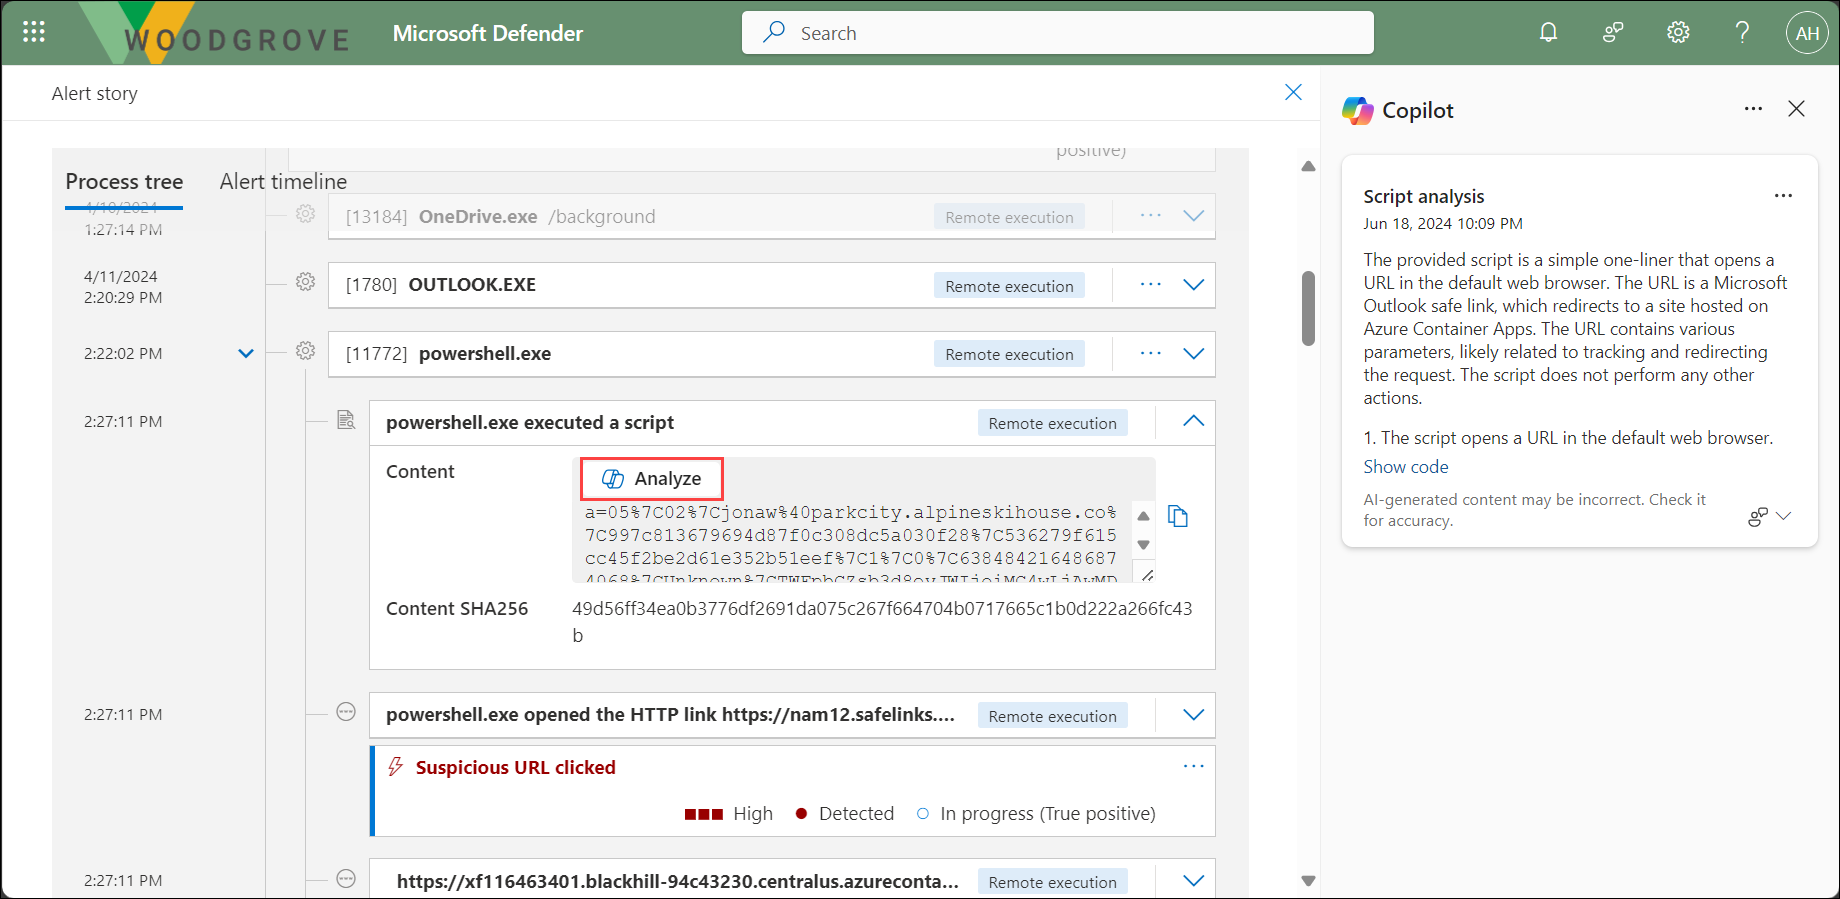 WOODGROVE
Microsoft Defender
Search
AH
Alert story
positive)
Process tree
Alert timeline
4/10/2024
1:27:14 PM
[13184] OneDrive.exe /background
Remote execution
4/11/2024
2:20:29 PM
[1780] OUTLOOK.EXE
Remote execution
2:22:02 PM
[11772] powershell.exe
Remote execution
2:27:11 PM
powershell.exe executed a script
Remote execution
Content
Analyze
a=05%7C02%7Cjonaw%40parkcity.alpineskihouse.co%
7C997c813679694d87f0c308dc5a030f28%7C536279f615
cc45f2be2d61e352b51eef%7C1%7C0%7C63848421648687
Content SHA256
49d56ff34ea0b3776df2691da075c267f664704b0717665c1b0d222a266fc43
b
2:27:11 PM
powershell.exe opened the HTTP link https://nam12.safelinks....
Remote execution
Suspicious URL clicked
High
Detected
In progress (True positive)
2:27:11 PM
https://xf116463401.blackhill-94c43230.centralus.azureconta...
Remote execution
Copilot
Script analysis
Jun 18, 2024 10:09 PM
The provided script is a simple one-liner that opens a
URL in the default web browser. The URL is a Microsoft
Outlook safe link, which redirects to a site hosted on
Azure Container Apps. The URL contains various
parameters, likely related to tracking and redirecting
the request. The script does not perform any other
actions.
1. The script opens a URL in the default web browser.
Show code
AI-generated content may be incorrect. Check it
for accuracy.